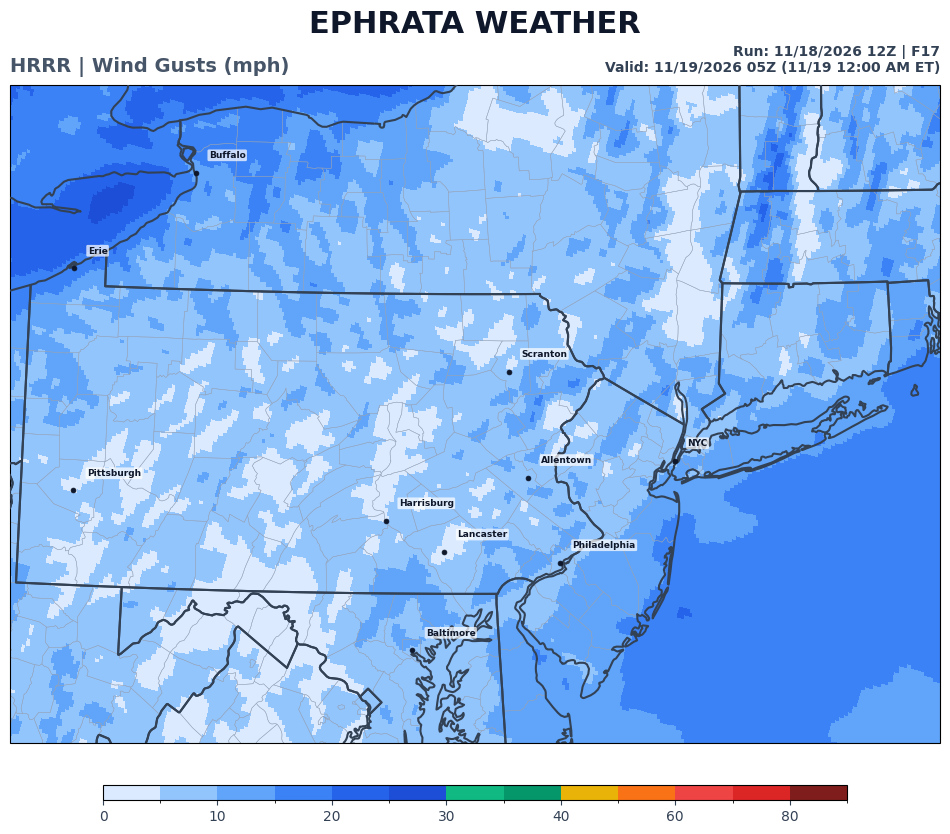 EPHRATA WEATHER
HRRR | Wind Gusts (mph)
Run: 11/18/2026 12Z | F17
Valid: 11/19/2026 05Z (11/19 12:00 AM ET)
Buffalo
Erie
Scranton
NYC
Allentown
Pittsburgh
Harrisburg
Lancaster
Philadelphia
Baltimore
0 10 20 30 40 50 60 70 80